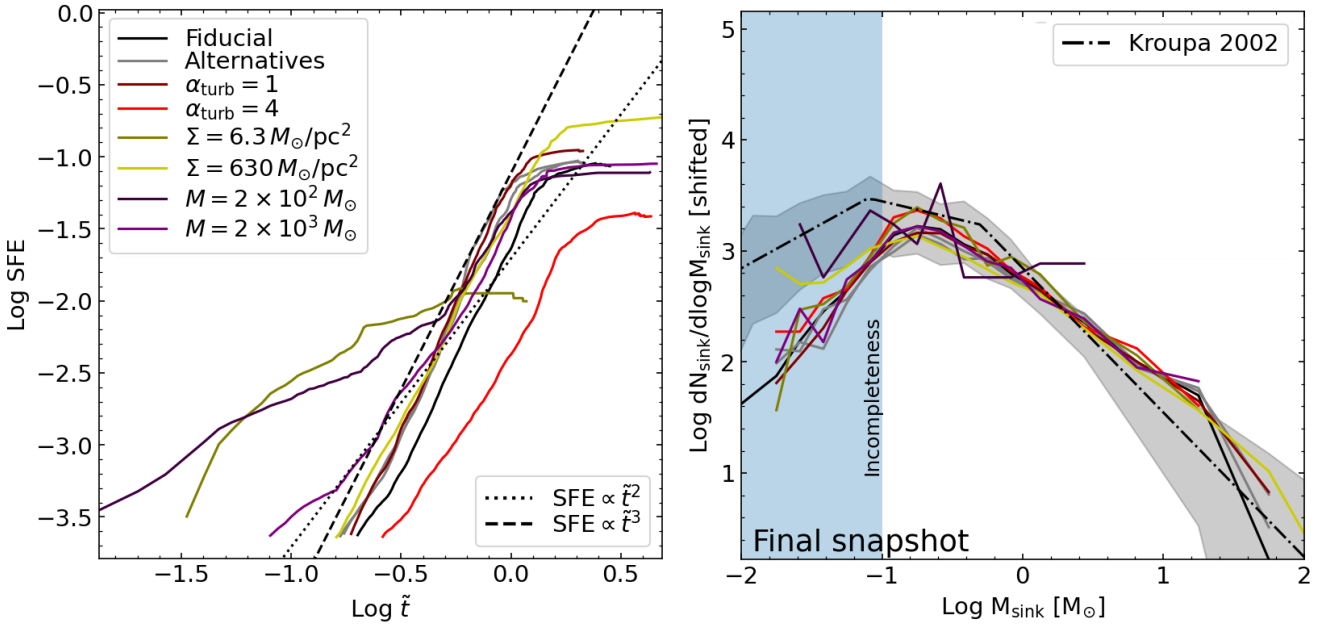 0.0
−0.5
−1.0
−1.5
−2.0
−2.5
−3.0
−3.5
Log SFE
Fiducial
Alternatives
α_turb = 1
α_turb = 4
Σ = 6.3 M_⊙/pc²
Σ = 630 M_⊙/pc²
M = 2 × 10² M_⊙
M = 2 × 10³ M_⊙
SFE ∝ t̃²
SFE ∝ t̃³
−1.5 −1.0 −0.5 0.0 0.5
Log t̃
5
4
3
2
1
Log dN_sink/dlogM_sink [shifted]
Kroupa 2002
Incompleteness
Final snapshot
−2 −1 0 1 2
Log M_sink [M_⊙]